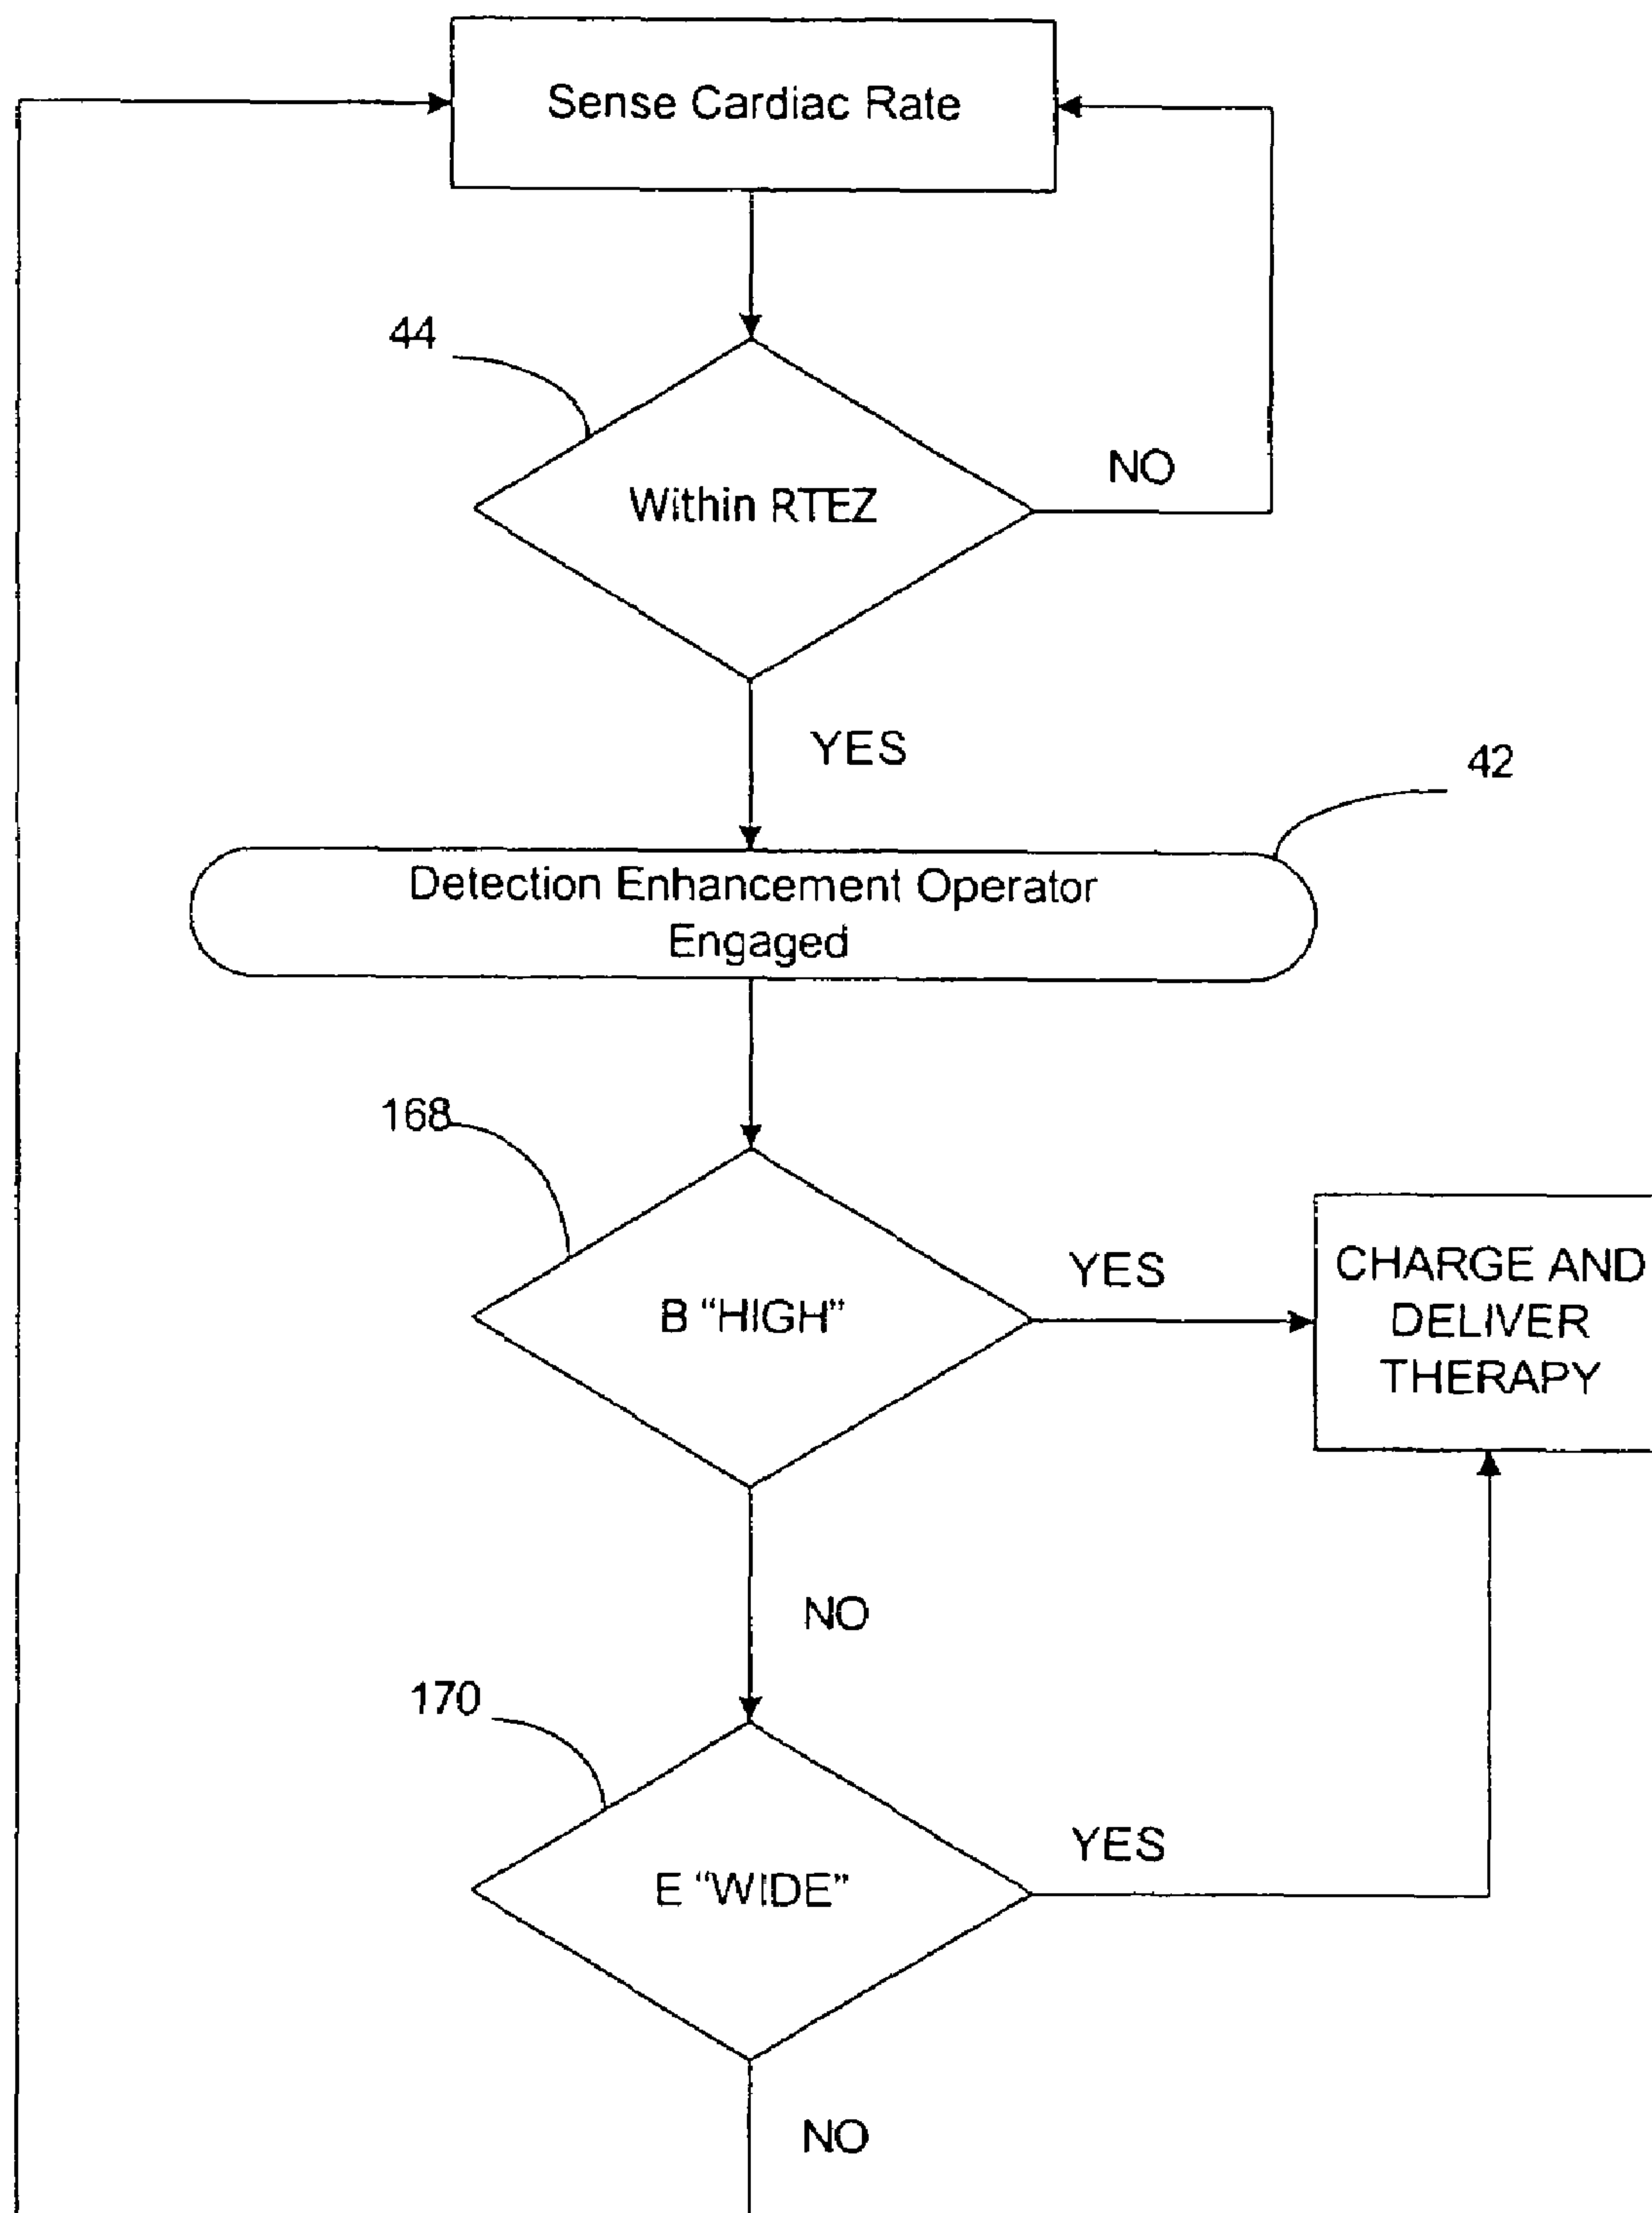 Sense Cardiac Rate
44
Within RTEZ
NO
YES
42
Detection Enhancement Operator
Engaged
168
B “HIGH”
YES
CHARGE AND
DELIVER
THERAPY
NO
170
E “WIDE”
YES
NO